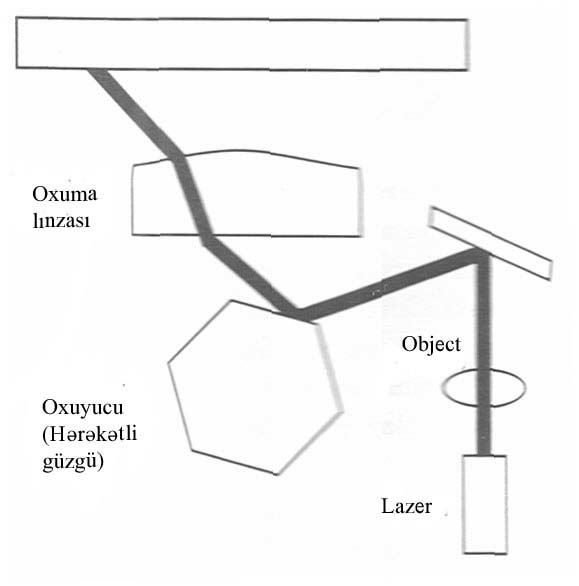 Oxuma
lınzası
Object
Oxuyucu
(Hərəkətli
güzgü)
Lazer